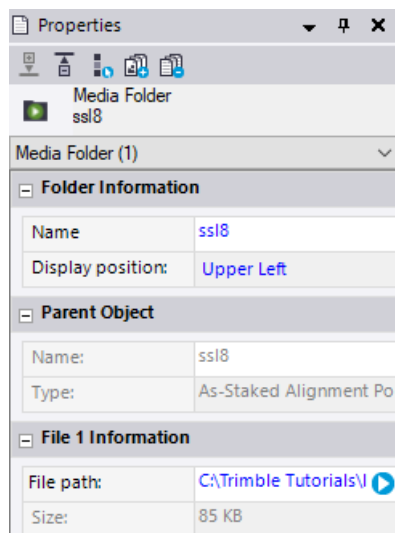 Properties
Media Folder
ssl8
Media Folder (1)
Folder Information
Name ssl8
Display position: Upper Left
Parent Object
Name: ssl8
Type: As-Staked Alignment Po
File 1 Information
File path: C:\Trimble Tutorials\I
Size: 85 KB